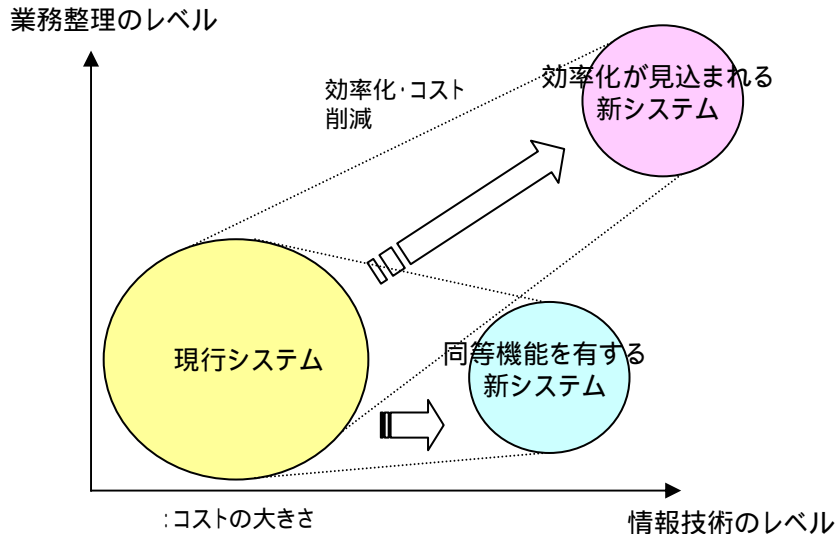 業務整理のレベル
効率化・コスト
削減
効率化が見込まれる
新システム
現行システム
同等機能を有する
新システム
:コストの大きさ
情報技術のレベル